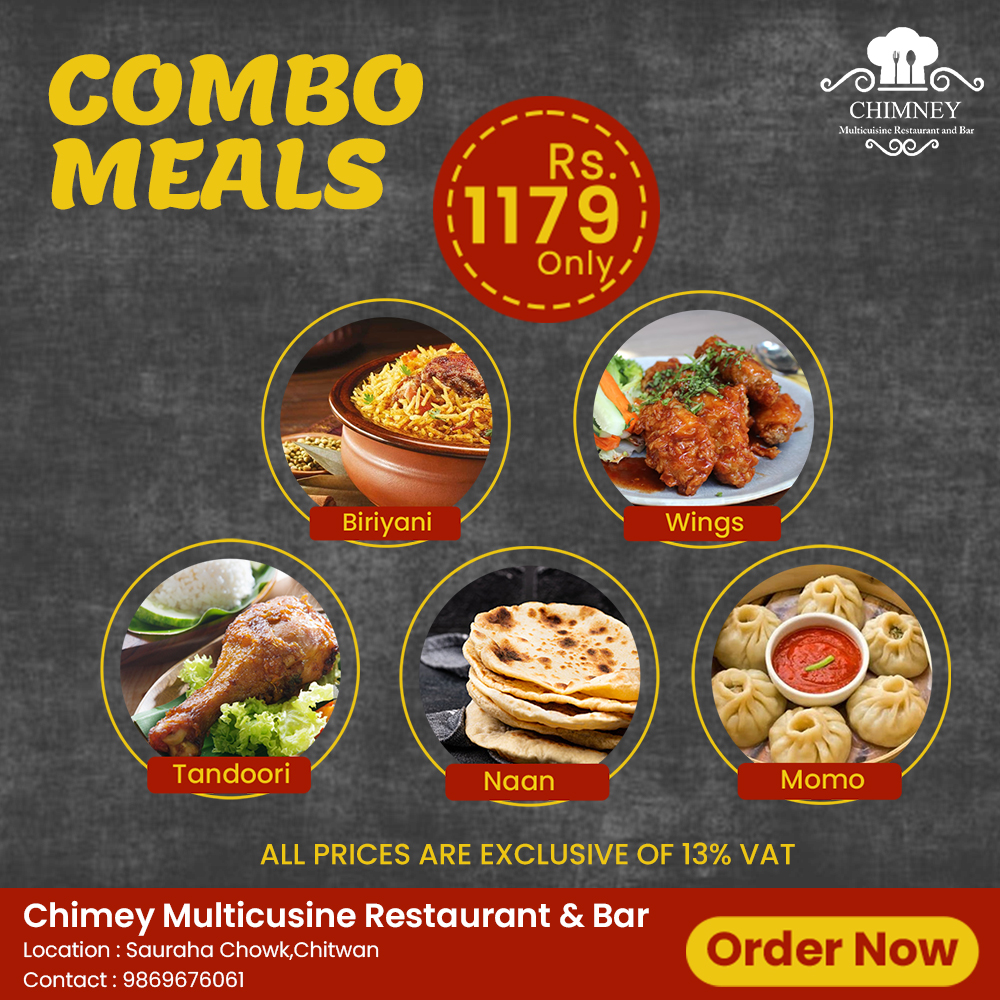 COMBO
MEALS
CHIMNEY
Multicuisine Restaurant and Bar
Rs.
1179
Only
Biriyani
Wings
Tandoori
Naan
Momo
ALL PRICES ARE EXCLUSIVE OF 13% VAT
Chimey Multicusine Restaurant & Bar
Location : Sauraha Chowk,Chitwan
Contact : 9869676061
Order Now